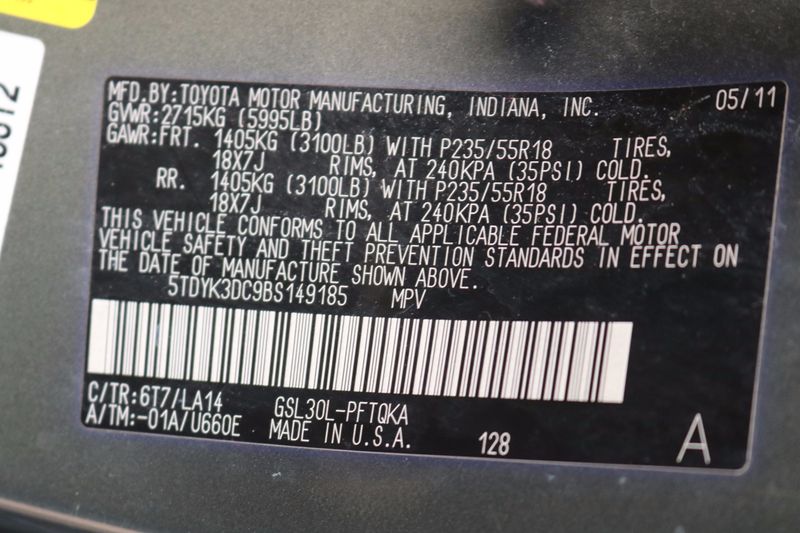 MFD.BY:TOYOTA MOTOR MANUFACTURING, INDIANA, INC. 05/11
GVWR:2715KG (5995LB)
GAWR:FRT. 1405KG (3100LB) WITH P235/55R18 TIRES,
18X7J RIMS, AT 240KPA (35PSI) COLD.
RR. 1405KG (3100LB) WITH P235/55R18 TIRES,
18X7J RIMS, AT 240KPA (35PSI) COLD.
THIS VEHICLE CONFORMS TO ALL APPLICABLE FEDERAL MOTOR
VEHICLE SAFETY AND THEFT PREVENTION STANDARDS IN EFFECT ON
THE DATE OF MANUFACTURE SHOWN ABOVE.
5TDYK3DC9BS149185 MPV
C/TR:6T7/LA14 GSL30L-PFTQKA
A/TM:-01A/U660E MADE IN U.S.A. 128 A